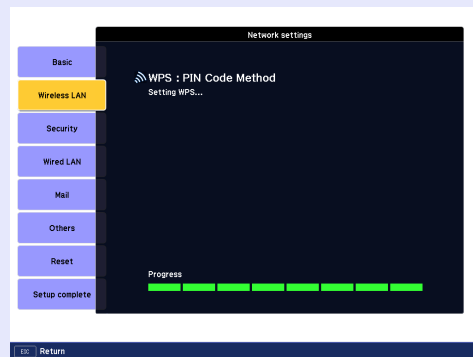 Network settings
Basic
Wireless LAN
Security
Wired LAN
Mail
Others
Reset
Setup complete
WPS : PIN Code Method
Setting WPS...
Progress
ESC Return